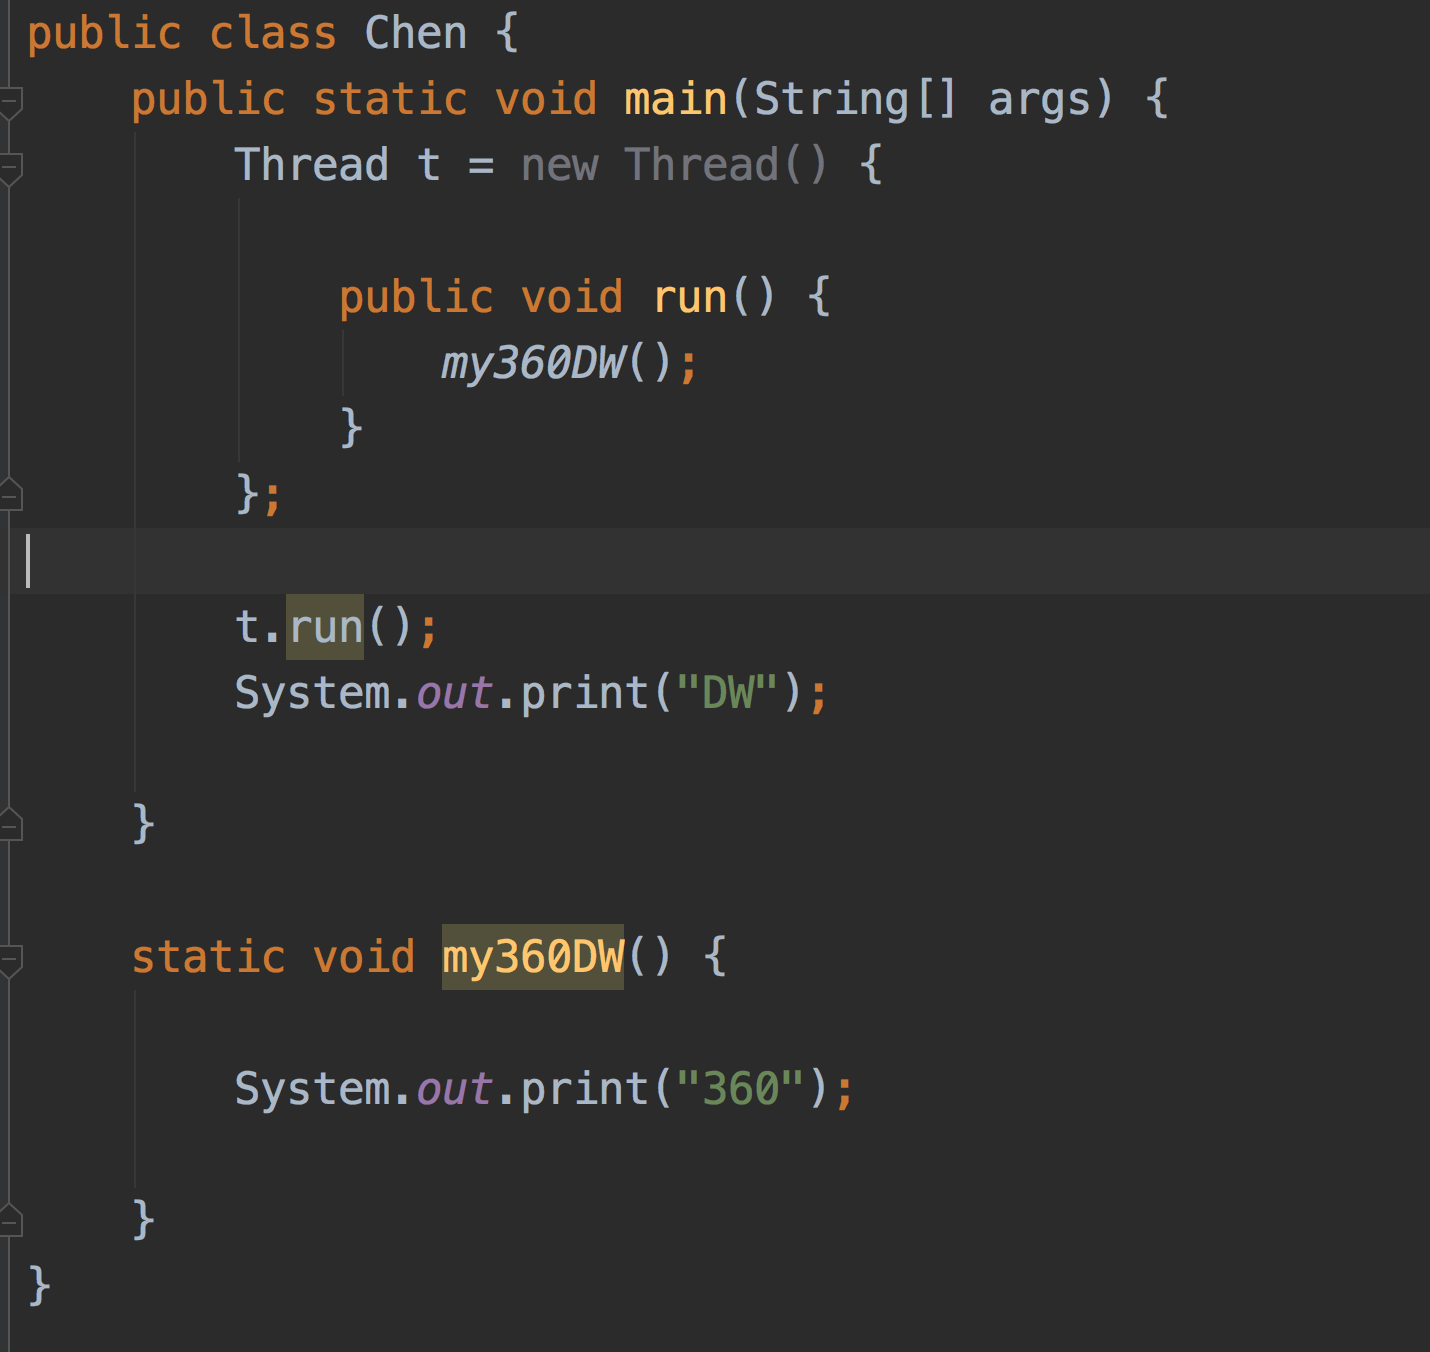 public class Chen {
    public static void main(String[] args) {
        Thread t = new Thread() {
            public void run() {
                my360DW();
            }
        };
        t.run();
        System.out.print("DW");
    }
    static void my360DW() {
        System.out.print("360");
    }
}